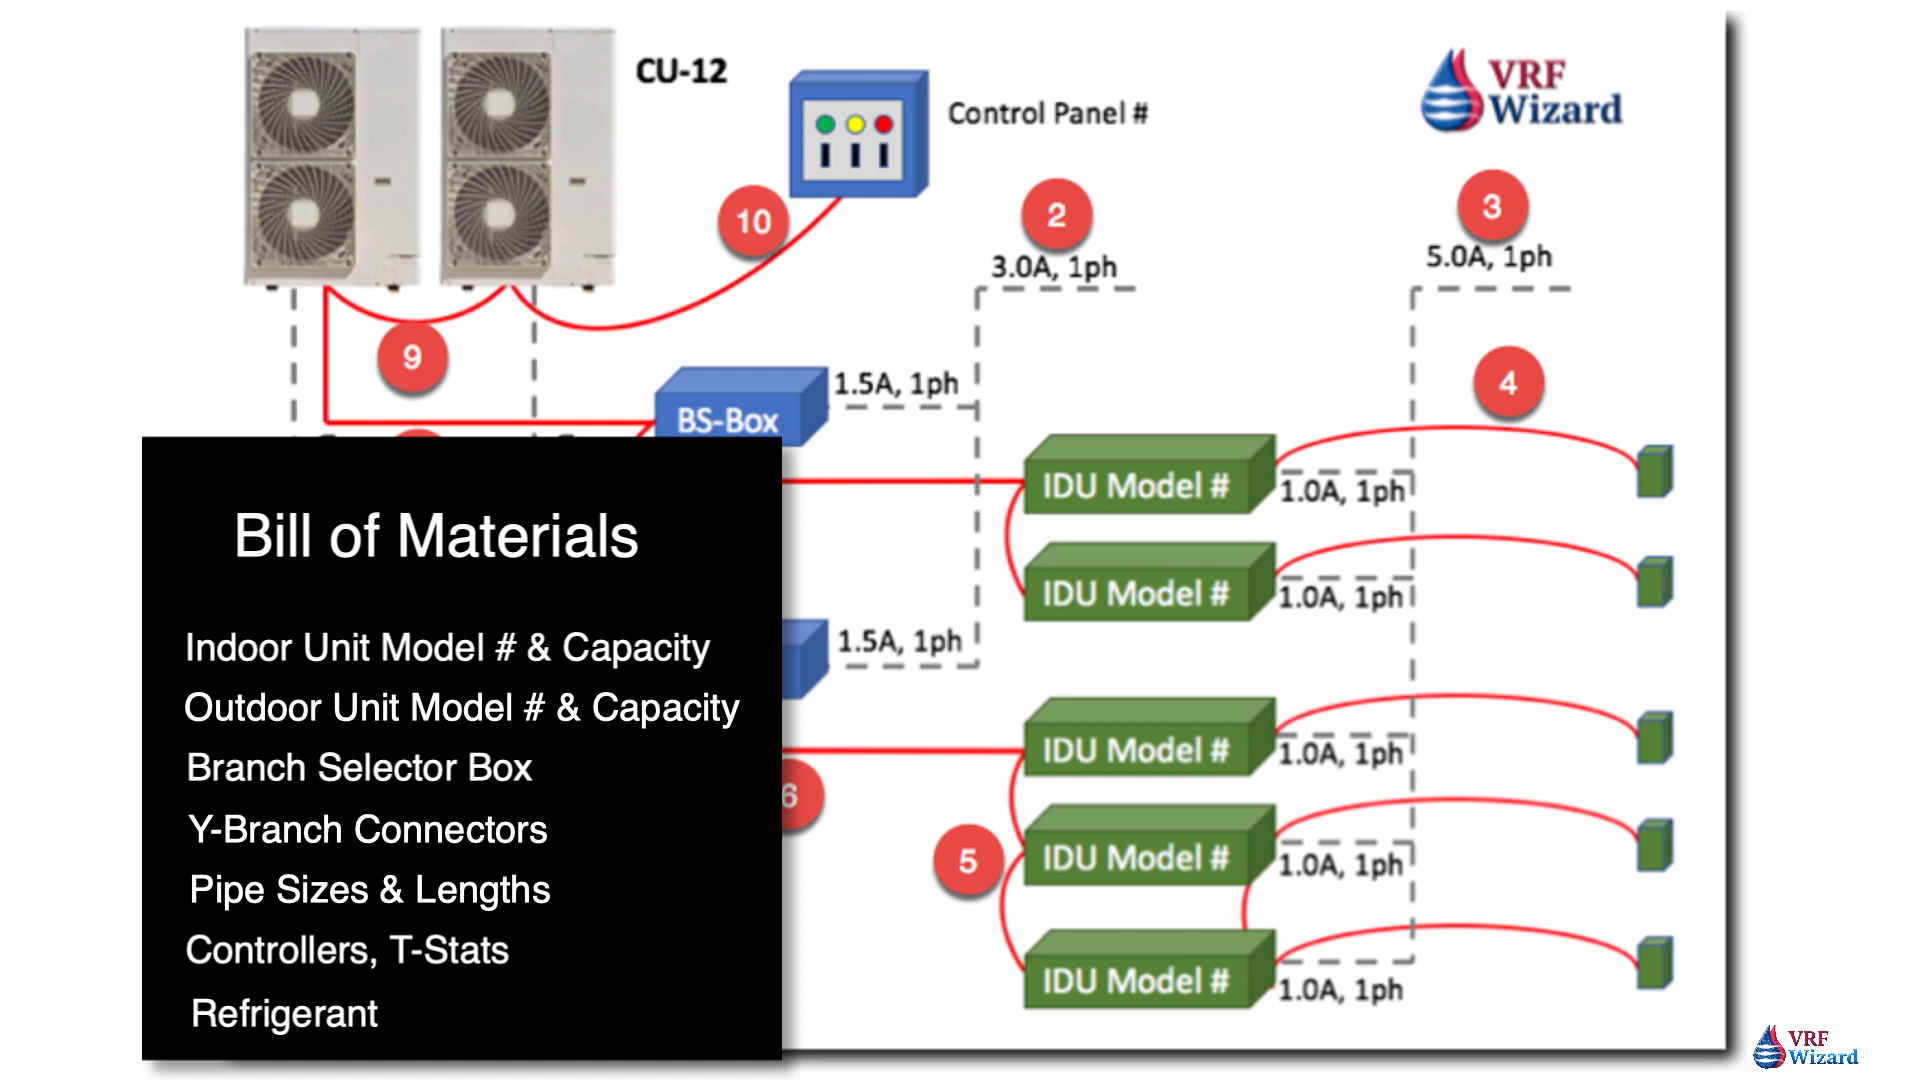 CU-12
Control Panel #
VRF
Wizard
10
2
3
3.0A, 1ph
5.0A, 1ph
9
4
1.5A, 1ph
BS-Box
IDU Model #
1.0A, 1ph
IDU Model #
1.0A, 1ph
1.5A, 1ph
IDU Model #
1.0A, 1ph
6
5
IDU Model #
1.0A, 1ph
IDU Model #
1.0A, 1ph
Bill of Materials
Indoor Unit Model # & Capacity
Outdoor Unit Model # & Capacity
Branch Selector Box
Y-Branch Connectors
Pipe Sizes & Lengths
Controllers, T-Stats
Refrigerant
VRF
Wizard